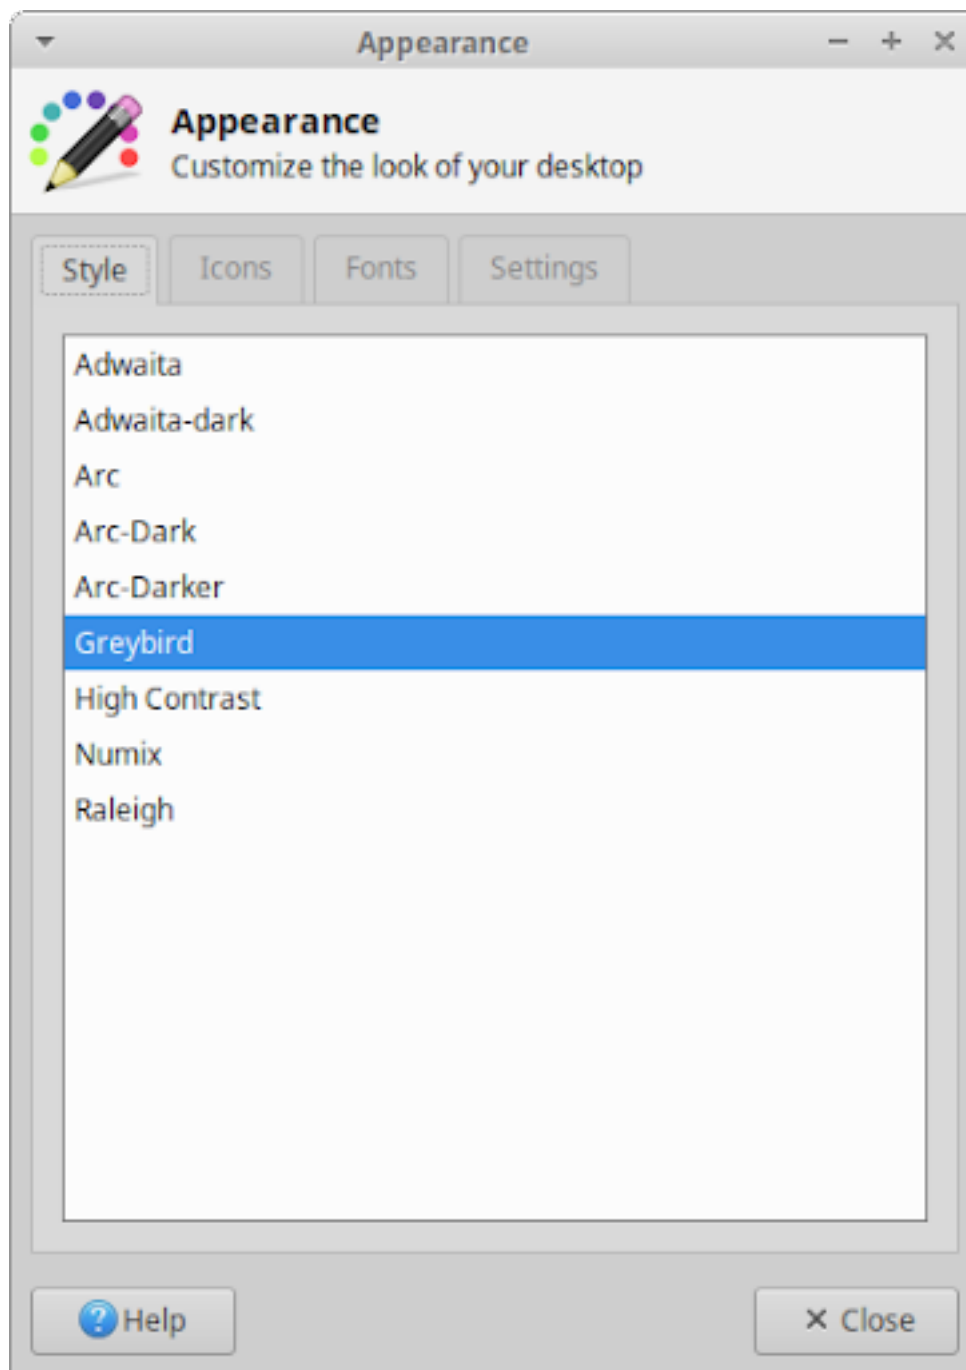 Appearance
Appearance
Customize the look of your desktop
Style Icons Fonts Settings
Adwaita
Adwaita-dark
Arc
Arc-Dark
Arc-Darker
Greybird
High Contrast
Numix
Raleigh
Help Close